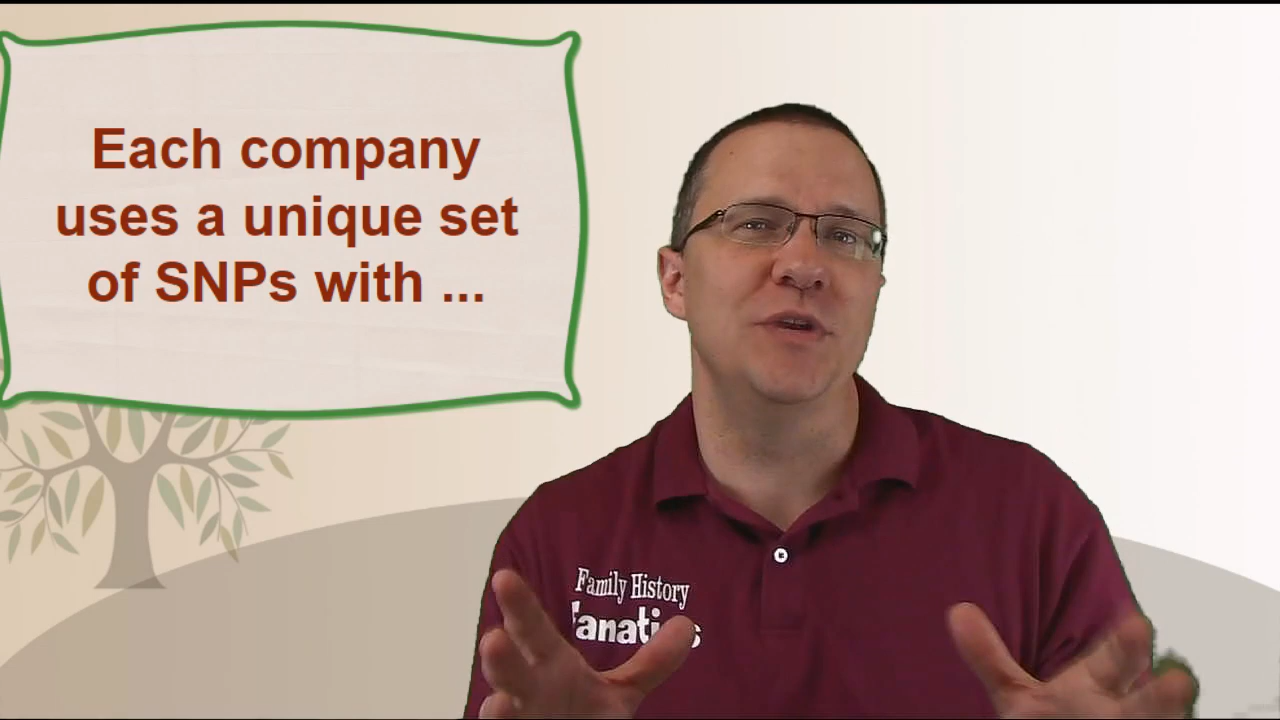 Each company
uses a unique set
of SNPs with ...
Family History